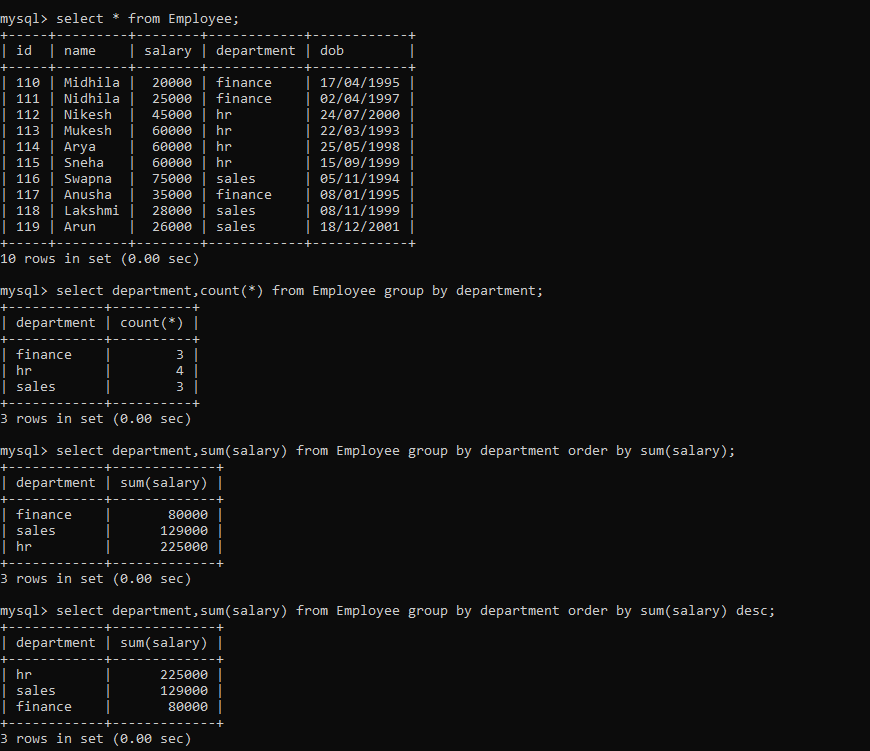 mysql> select * from Employee;
+-----+---------+--------+------------+------------+
| id  | name    | salary | department | dob        |
+-----+---------+--------+------------+------------+
| 110 | Midhila |  20000 | finance    | 17/04/1995 |
| 111 | Nidhila |  25000 | finance    | 02/04/1997 |
| 112 | Nikesh  |  45000 | hr         | 24/07/2000 |
| 113 | Mukesh  |  60000 | hr         | 22/03/1993 |
| 114 | Arya    |  60000 | hr         | 25/05/1998 |
| 115 | Sneha   |  60000 | hr         | 15/09/1999 |
| 116 | Swapna  |  75000 | sales      | 05/11/1994 |
| 117 | Anusha  |  35000 | finance    | 08/01/1995 |
| 118 | Lakshmi |  28000 | sales      | 08/11/1999 |
| 119 | Arun    |  26000 | sales      | 18/12/2001 |
+-----+---------+--------+------------+------------+
10 rows in set (0.00 sec)

mysql> select department,count(*) from Employee group by department;
+------------+----------+
| department | count(*) |
+------------+----------+
| finance    |        3 |
| hr         |        4 |
| sales      |        3 |
+------------+----------+
3 rows in set (0.00 sec)

mysql> select department,sum(salary) from Employee group by department order by sum(salary);
+------------+-------------+
| department | sum(salary) |
+------------+-------------+
| finance    |       80000 |
| sales      |      129000 |
| hr         |      225000 |
+------------+-------------+
3 rows in set (0.00 sec)

mysql> select department,sum(salary) from Employee group by department order by sum(salary) desc;
+------------+-------------+
| department | sum(salary) |
+------------+-------------+
| hr         |      225000 |
| sales      |      129000 |
| finance    |       80000 |
+------------+-------------+
3 rows in set (0.00 sec)